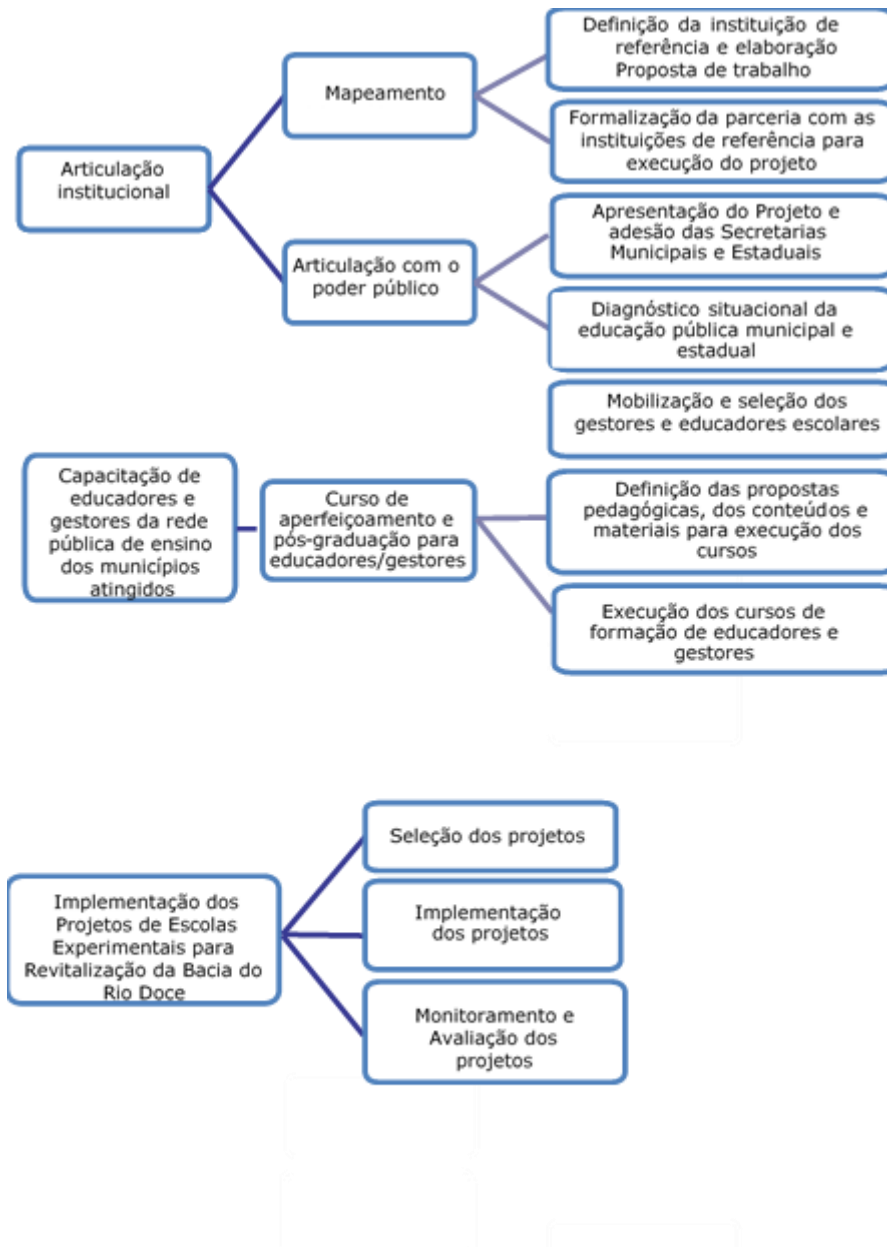 Definição da instituição de
referência e elaboração
Proposta de trabalho
Mapeamento
Formalização da parceria com as
instituições de referência para
execução do projeto
Articulação
institucional
Apresentação do Projeto e
adesão das Secretarias
Municipais e Estaduais
Articulação com o
poder público
Diagnóstico situacional da
educação pública municipal e
estadual
Mobilização e seleção dos
gestores e educadores escolares
Capacitação de
educadores e
gestores da rede
pública de ensino
dos municípios
atingidos
Curso de
aperfeiçoamento e
pós-graduação para
educadores/gestores
Definição das propostas
pedagógicas, dos conteúdos e
materiais para execução dos
cursos
Execução dos cursos de
formação de educadores e
gestores
Seleção dos projetos
Implementação dos
Projetos de Escolas
Experimentais para
Revitalização da Bacia do
Rio Doce
Implementação
dos projetos
Monitoramento e
Avaliação dos
projetos